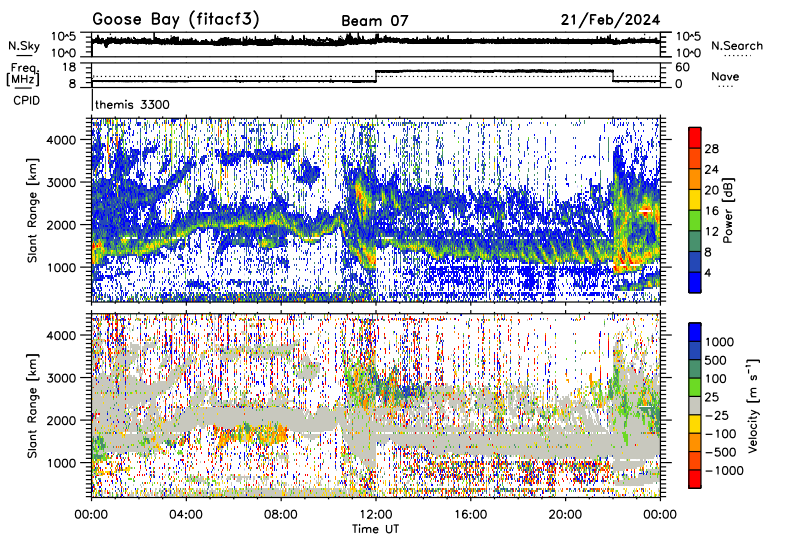 Goose Bay (fitacf3) Beam 07 21/Feb/2024
N.Sky 10^5 10^0 10^5 10^0 N.Search
Freq. [MHz] 18 8 60 0 Nave
CPID themis 3300
Slant Range [km] 4000 3000 2000 1000
Power [dB] 28 24 20 16 12 8 4
Slant Range [km] 4000 3000 2000 1000
Velocity [m s⁻¹] 1000 500 100 25 −25 −100 −500 −1000
00:00 04:00 08:00 12:00 16:00 20:00 00:00
Time UT